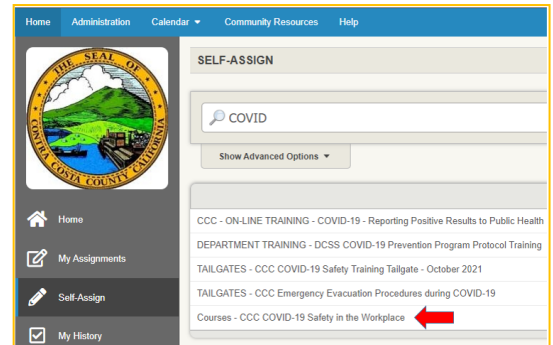 Home Administration Calendar Community Resources Help
THE SEAL OF
CONTRA COSTA COUNTY CALIFORNIA
SELF-ASSIGN
COVID
Show Advanced Options
Home
My Assignments
Self-Assign
My History
CCC - ON-LINE TRAINING - COVID-19 - Reporting Positive Results to Public Health
DEPARTMENT TRAINING - DCSS COVID-19 Prevention Program Protocol Training
TAILGATES - CCC COVID-19 Safety Training Tailgate - October 2021
TAILGATES - CCC Emergency Evacuation Procedures during COVID-19
Courses - CCC COVID-19 Safety in the Workplace